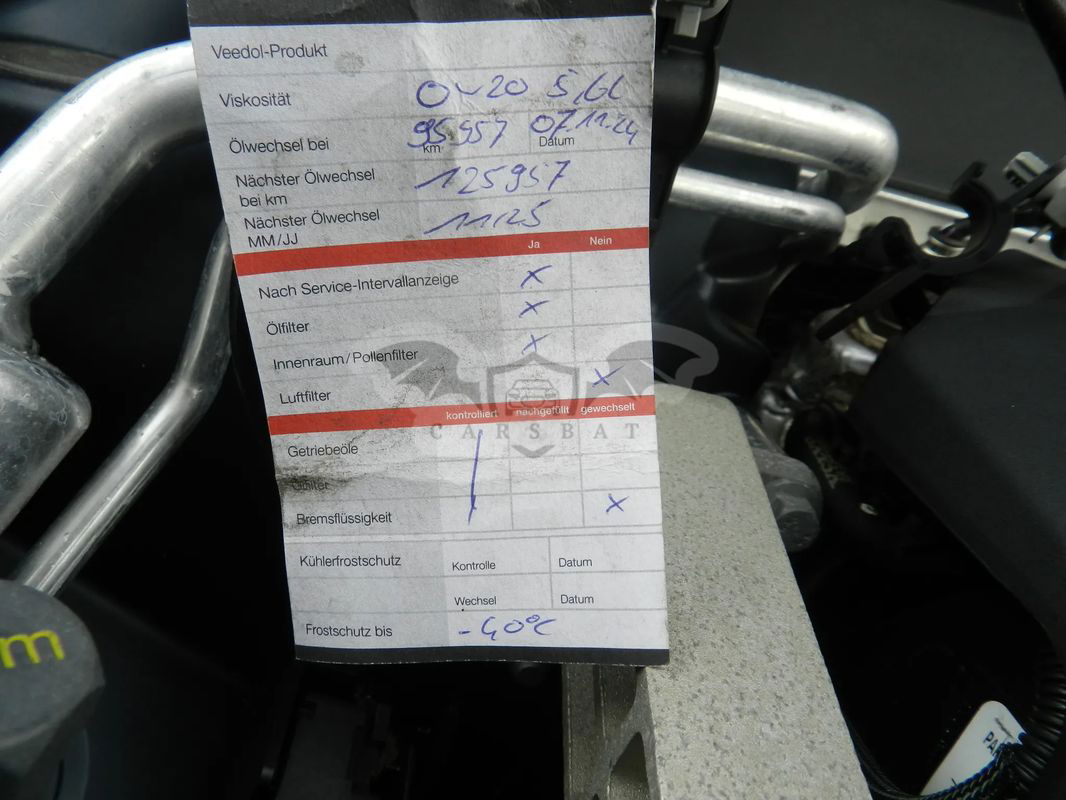 Veedol-Produkt
Viskosität 0W20 5,6L
Ölwechsel bei 95957 km 07.11.24 Datum
Nächster Ölwechsel bei km 125957
Nächster Ölwechsel MM/JJ 11/25
Ja Nein
Nach Service-Intervallanzeige x
Ölfilter x
Innenraum/Pollenfilter x
Luftfilter x
kontrolliert nachgefüllt gewechselt
CARSBAT
Getriebeöle
Bremsflüssigkeit x
Kühlerfrostschutz Kontrolle Datum
Wechsel Datum
Frostschutz bis -40°C
m